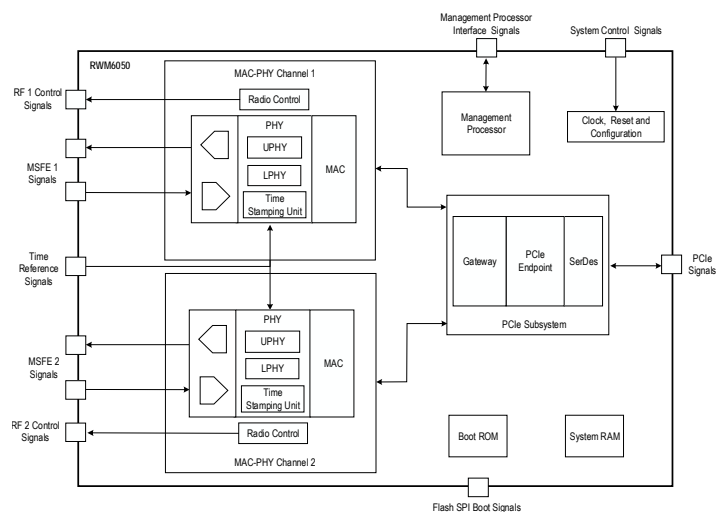 Management Processor
Interface Signals
System Control Signals
RWM6050
MAC-PHY Channel 1
RF 1 Control
Signals
Radio Control
Management
Processor
Clock, Reset and
Configuration
PHY
UPHY
LPHY
Time
Stamping Unit
MAC
MSFE 1
Signals
Time
Reference
Signals
Gateway
PCIe
Endpoint
SerDes
PCIe Subsystem
PCIe
Signals
PHY
UPHY
LPHY
Time
Stamping Unit
MAC
MSFE 2
Signals
RF 2 Control
Signals
Radio Control
MAC-PHY Channel 2
Boot ROM
System RAM
Flash SPI Boot Signals